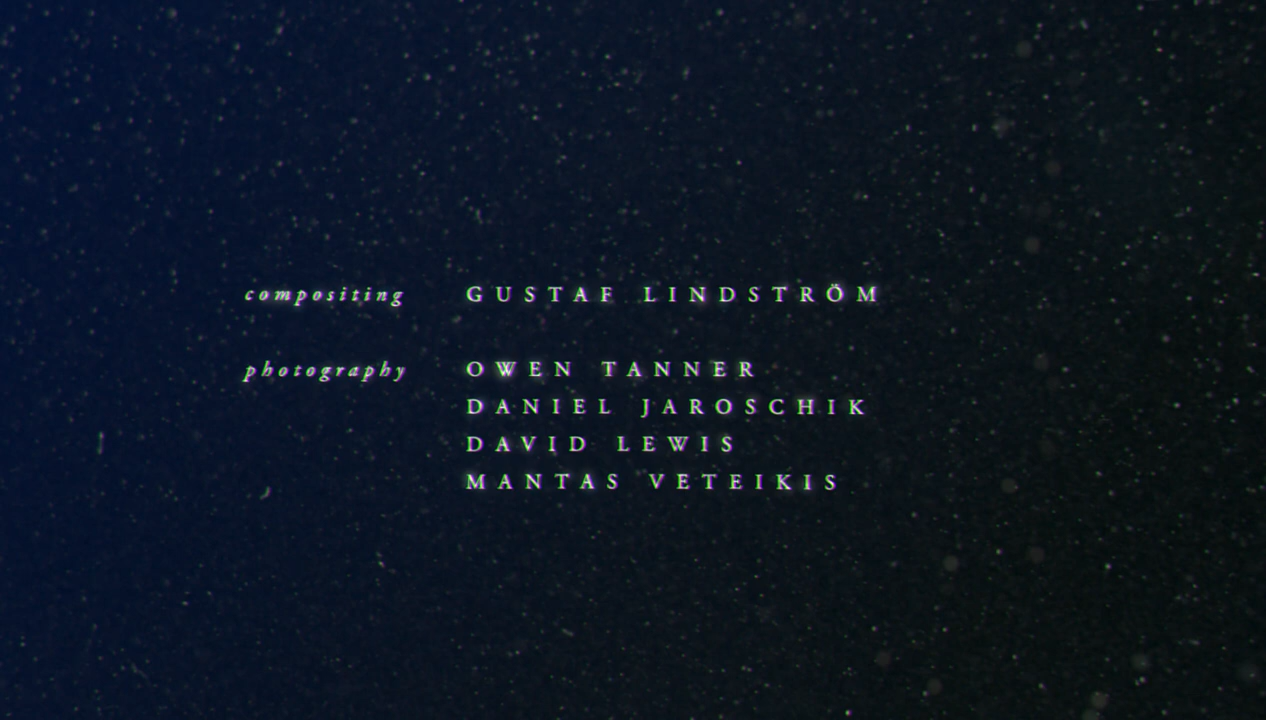 compositing GUSTAF LINDSTRÖM
photography OWEN TANNER
DANIEL JAROSCHIK
DAVID LEWIS
MANTAS VETEIKIS